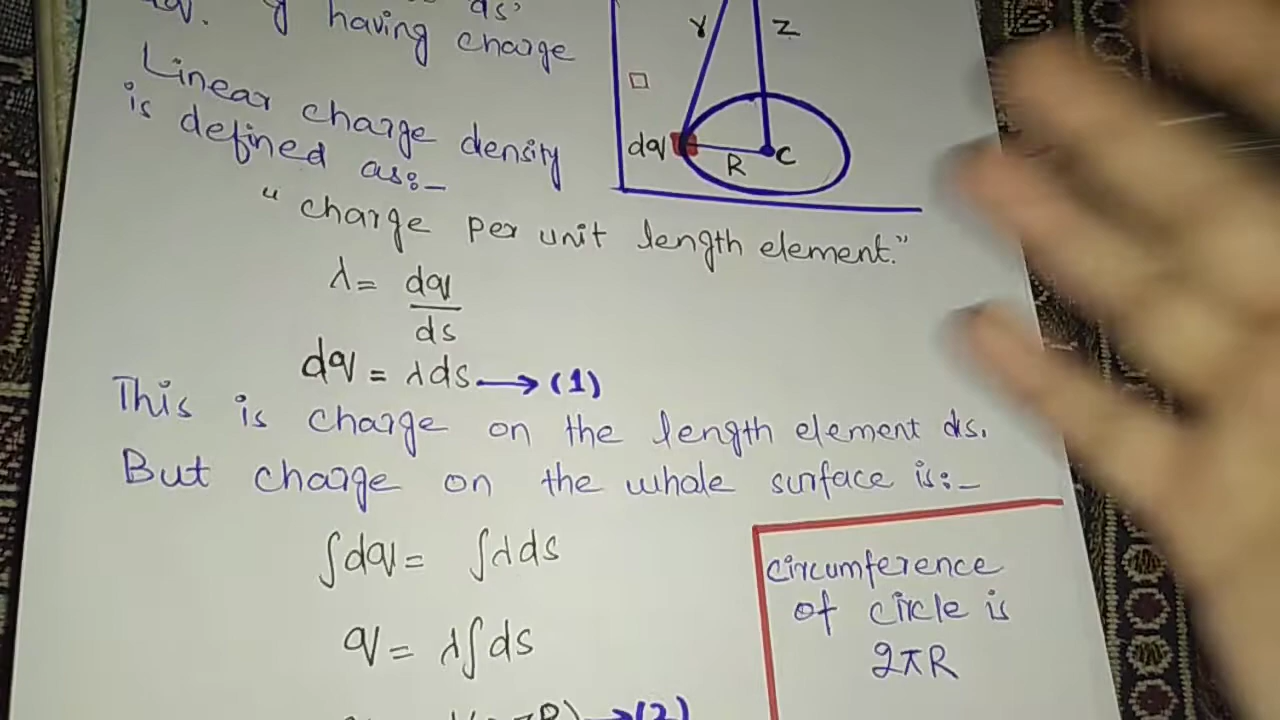 having charge
Linear charge density
is defined as:-
“charge per unit length element.”
λ = dq/ds
dq = λds → (1)
This is charge on the length element ds.
But charge on the whole surface is:-
∫dq = ∫λds
q = λ∫ds
→(2)
r
z
dq
R
C
circumference
of circle is
2πR